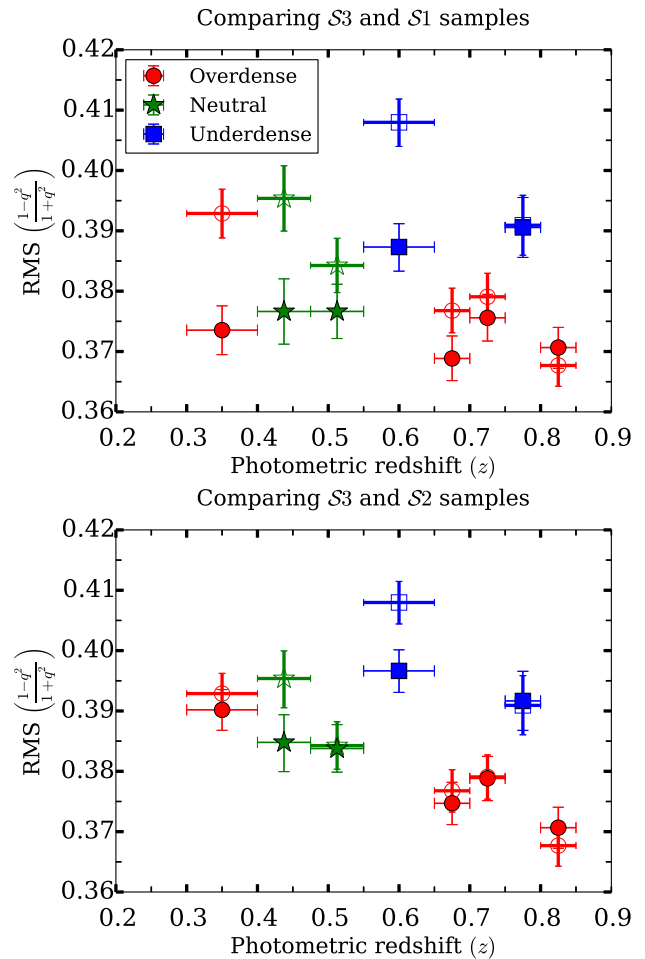 Comparing 𝒮3 and 𝒮1 samples
0.42
0.41
0.40
0.39
0.38
0.37
0.36
RMS (1−q²/1+q²)
Overdense
Neutral
Underdense
0.2 0.3 0.4 0.5 0.6 0.7 0.8 0.9
Photometric redshift (z)
Comparing 𝒮3 and 𝒮2 samples
0.42
0.41
0.40
0.39
0.38
0.37
0.36
RMS (1−q²/1+q²)
0.2 0.3 0.4 0.5 0.6 0.7 0.8 0.9
Photometric redshift (z)